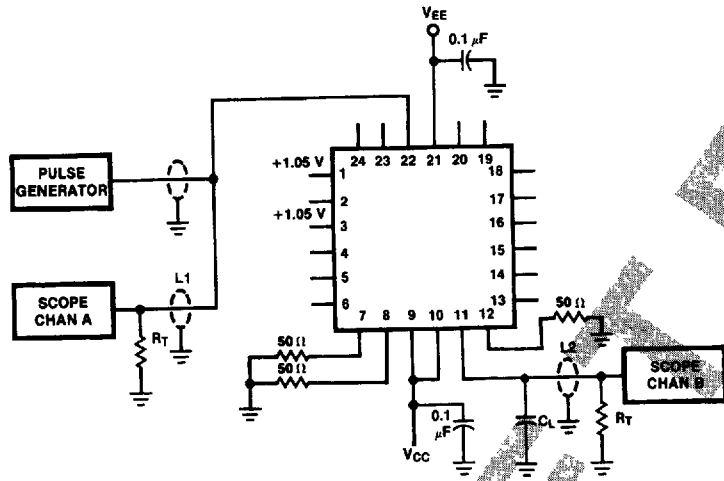 VEE
0.1 µF
24 23 22 21 20 19
+1.05 V
1
18
PULSE
GENERATOR
2
17
+1.05 V
3
16
4
15
5
14
6
13
L1
SCOPE
CHAN A
RT
50 Ω
7 8 9 10 11 12
50 Ω
50 Ω
L2
SCOPE
CHAN B
0.1
µF
CL
RT
VCC